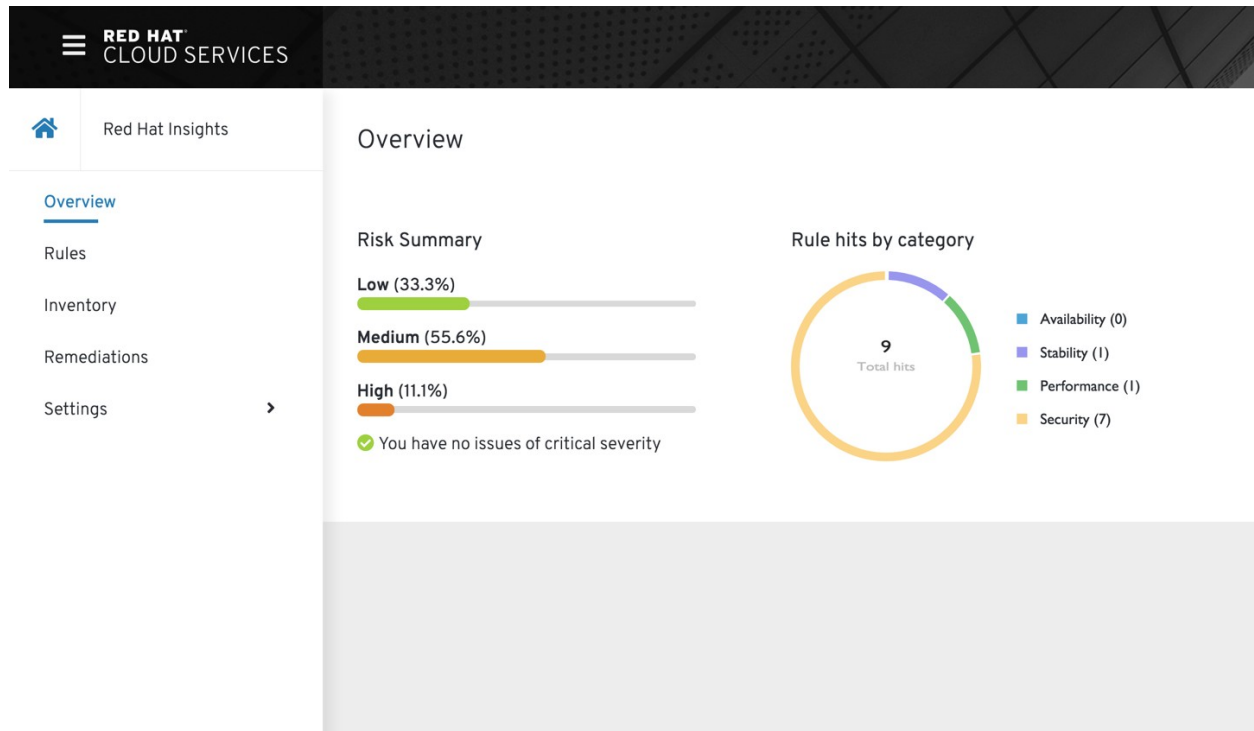 RED HAT
CLOUD SERVICES
Red Hat Insights
Overview
Rules
Inventory
Remediations
Settings
Overview
Risk Summary
Low (33.3%)
Medium (55.6%)
High (11.1%)
You have no issues of critical severity
Rule hits by category
9
Total hits
Availability (0)
Stability (1)
Performance (1)
Security (7)